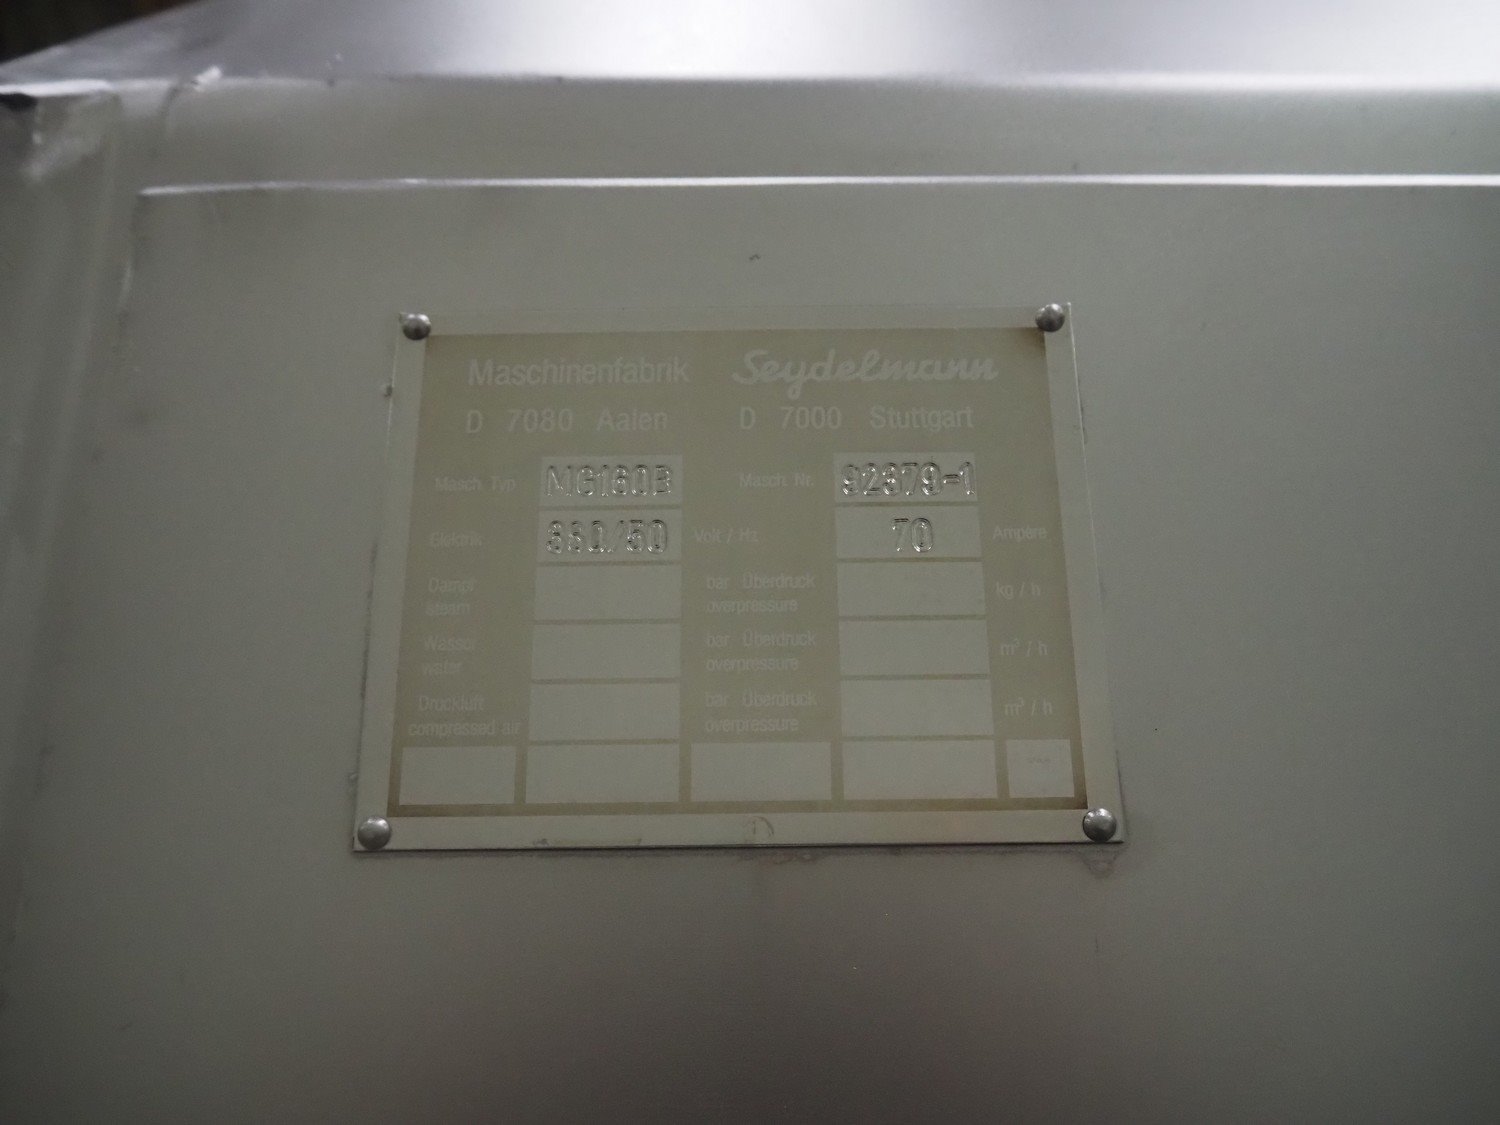 Maschinenfabrik Seydelmann
D 7080 Aalen D 7000 Stuttgart
Masch. Typ MG160B Masch. Nr. 92379-1
Elektrik 380/50 Volt / Hz 70 Ampère
Dampf bar Überdruck kg / h
steam overpressure
Wasser bar Überdruck m³ / h
water overpressure
Druckluft bar Überdruck m³ / h
compressed air overpressure